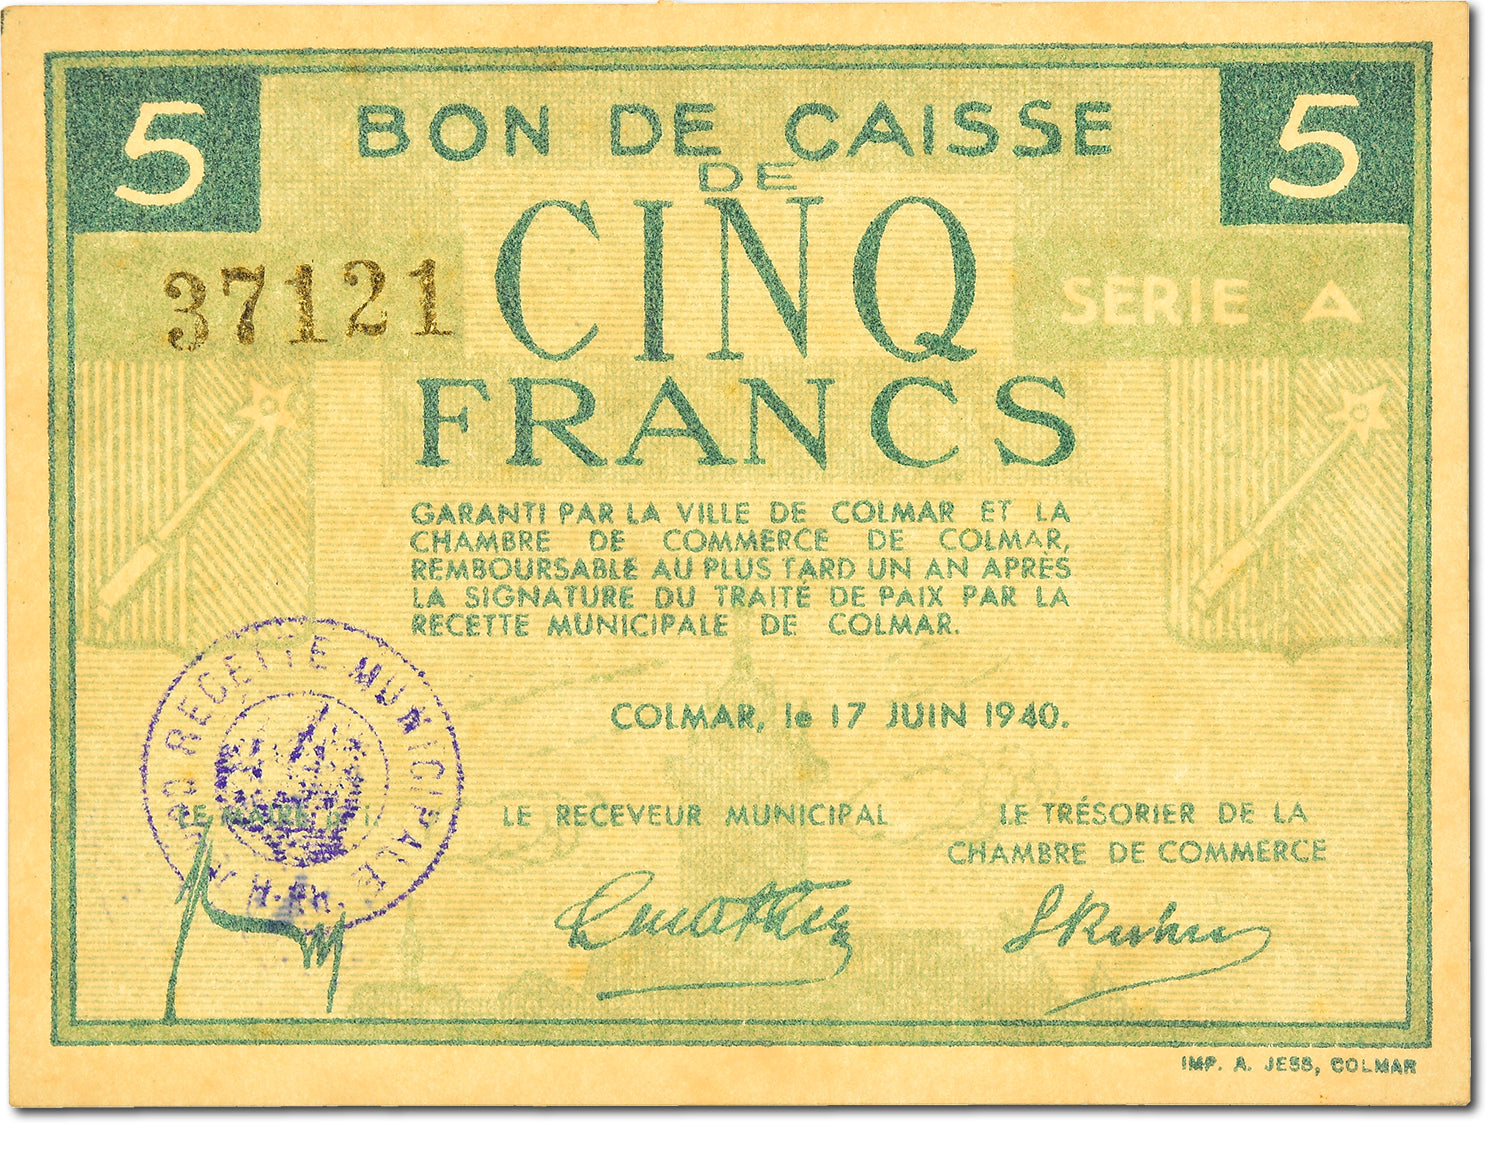 5
BON DE CAISSE
5
DE
CINQ
FRANCS
37121
SERIE A
GARANTI PAR LA VILLE DE COLMAR ET LA
CHAMBRE DE COMMERCE DE COLMAR,
REMBOURSABLE AU PLUS TARD UN AN APRÈS
LA SIGNATURE DU TRAITÉ DE PAIX PAR LA
RECETTE MUNICIPALE DE COLMAR.
COLMAR, le 17 JUIN 1940.
RECETTE MUNICIPALE
LE MAIRE
LE RECEVEUR MUNICIPAL
LE TRÉSORIER DE LA
CHAMBRE DE COMMERCE
IMP. A. JESS, COLMAR